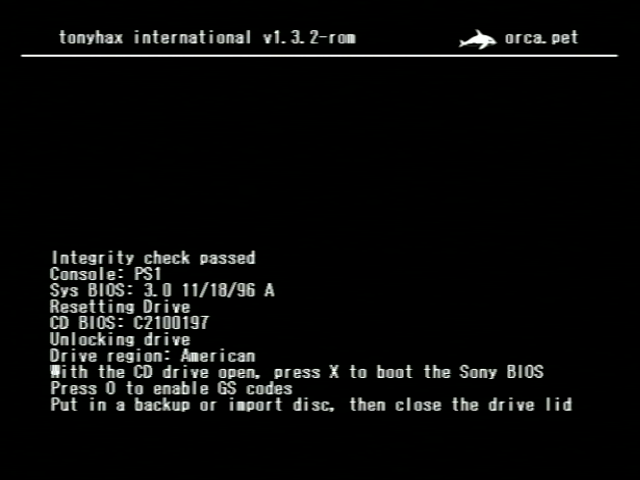 tonyhax international v1.3.2-rom
orca.pet
Integrity check passed
Console: PS1
Sys BIOS: 3.0 11/18/96 A
Resetting Drive
CD BIOS: C2100197
Unlocking drive
Drive region: American
With the CD drive open, press X to boot the Sony BIOS
Press O to enable GS codes
Put in a backup or import disc, then close the drive lid